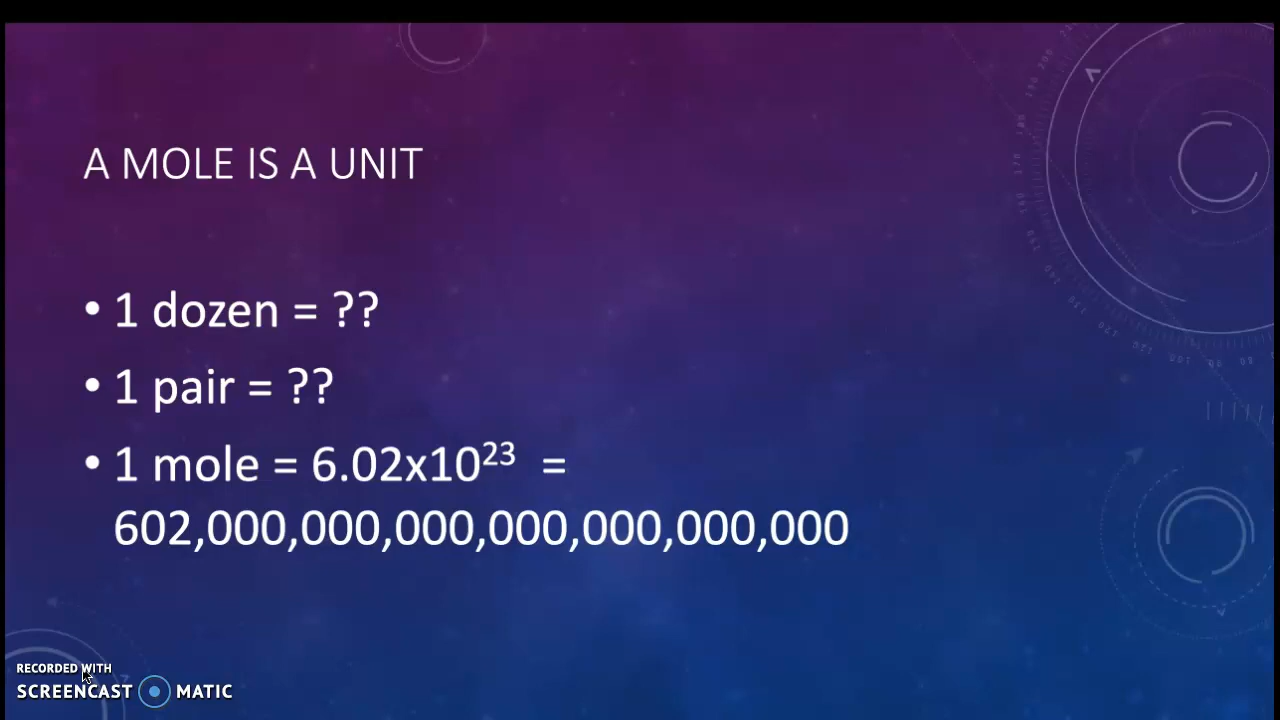 A MOLE IS A UNIT
• 1 dozen = ??
• 1 pair = ??
• 1 mole = 6.02x10²³ =
602,000,000,000,000,000,000,000
RECORDED WITH
SCREENCAST MATIC